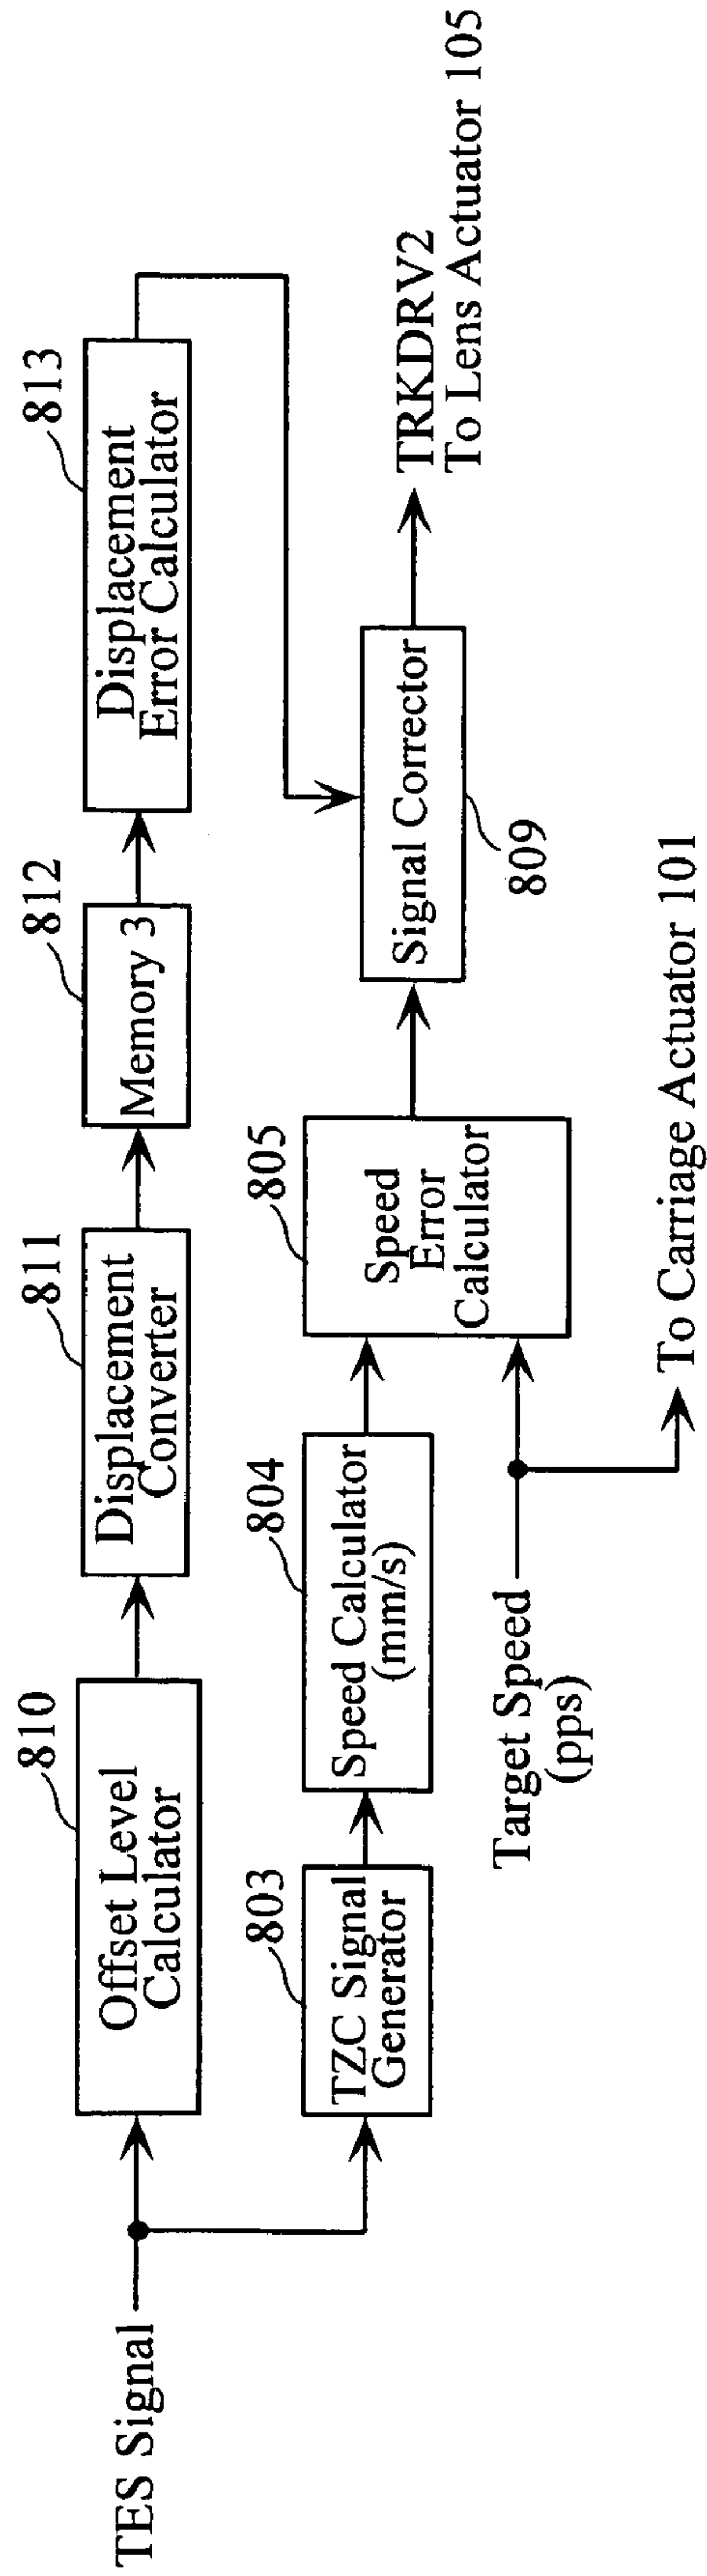 TES Signal
810
Offset Level
Calculator
811
Displacement
Converter
812
Memory 3
813
Displacement
Error Calculator
803
TZC Signal
Generator
804
Speed Calculator
(mm/s)
805
Speed
Error
Calculator
Signal Corrector
809
TRKDRV2
To Lens Actuator 105
Target Speed
(pps)
To Carriage Actuator 101